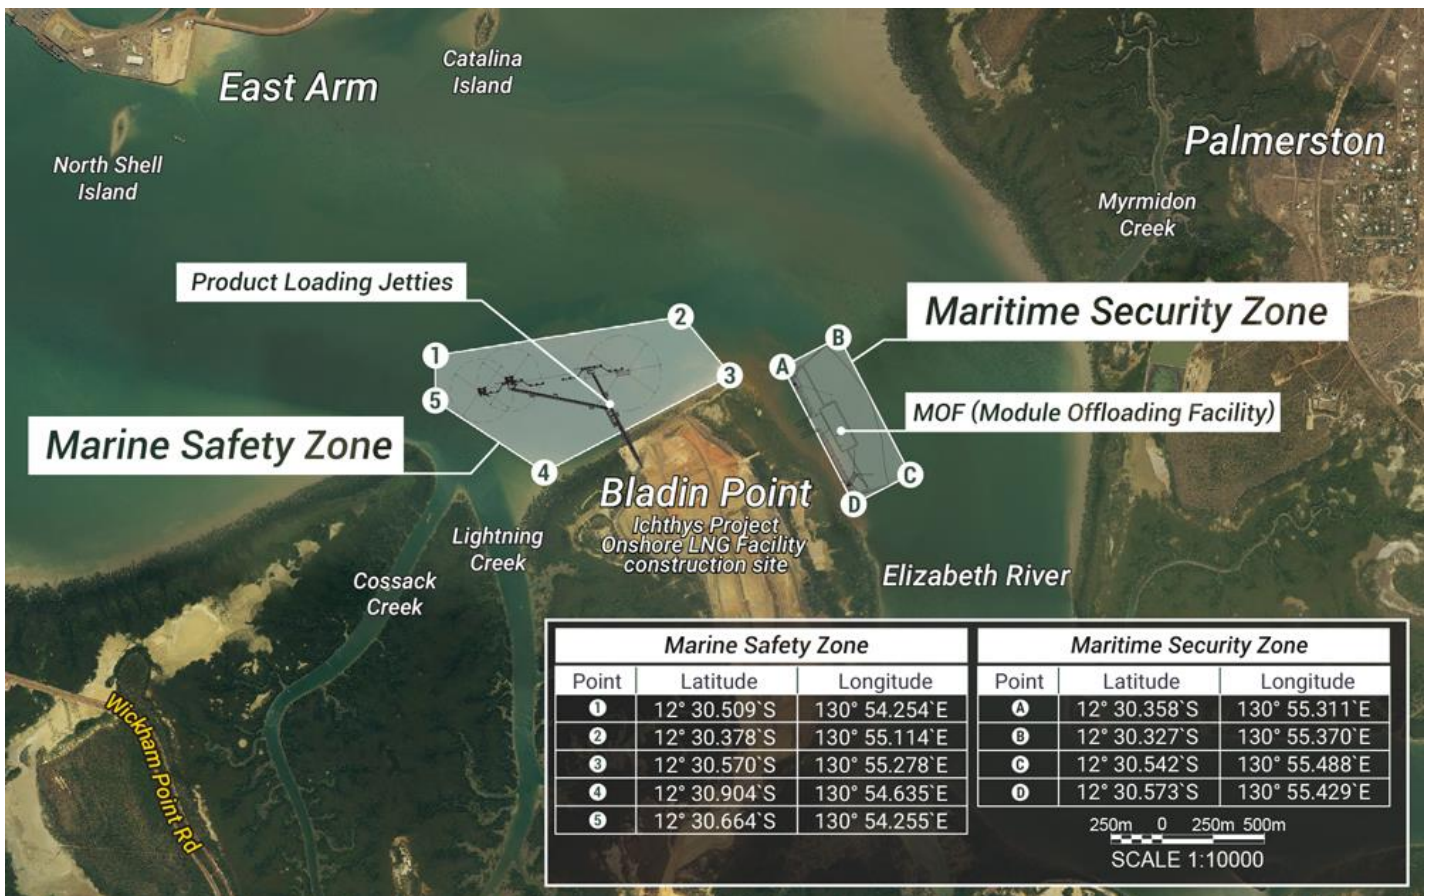 Catalina
Island
East Arm
Palmerston
North Shell
Island
Myrmidon
Creek
Product Loading Jetties
Maritime Security Zone
1
2
3
4
5
A
B
C
D
MOF (Module Offloading Facility)
Marine Safety Zone
Bladin Point
Ichthys Project
Onshore LNG Facility
construction site
Lightning
Creek
Cossack
Creek
Elizabeth River
Wickham Point Rd
Marine Safety Zone
Point Latitude Longitude
1 12° 30.509`S 130° 54.254`E
2 12° 30.378`S 130° 55.114`E
3 12° 30.570`S 130° 55.278`E
4 12° 30.904`S 130° 54.635`E
5 12° 30.664`S 130° 54.255`E
Maritime Security Zone
Point Latitude Longitude
A 12° 30.358`S 130° 55.311`E
B 12° 30.327`S 130° 55.370`E
C 12° 30.542`S 130° 55.488`E
D 12° 30.573`S 130° 55.429`E
250m 0 250m 500m
SCALE 1:10000